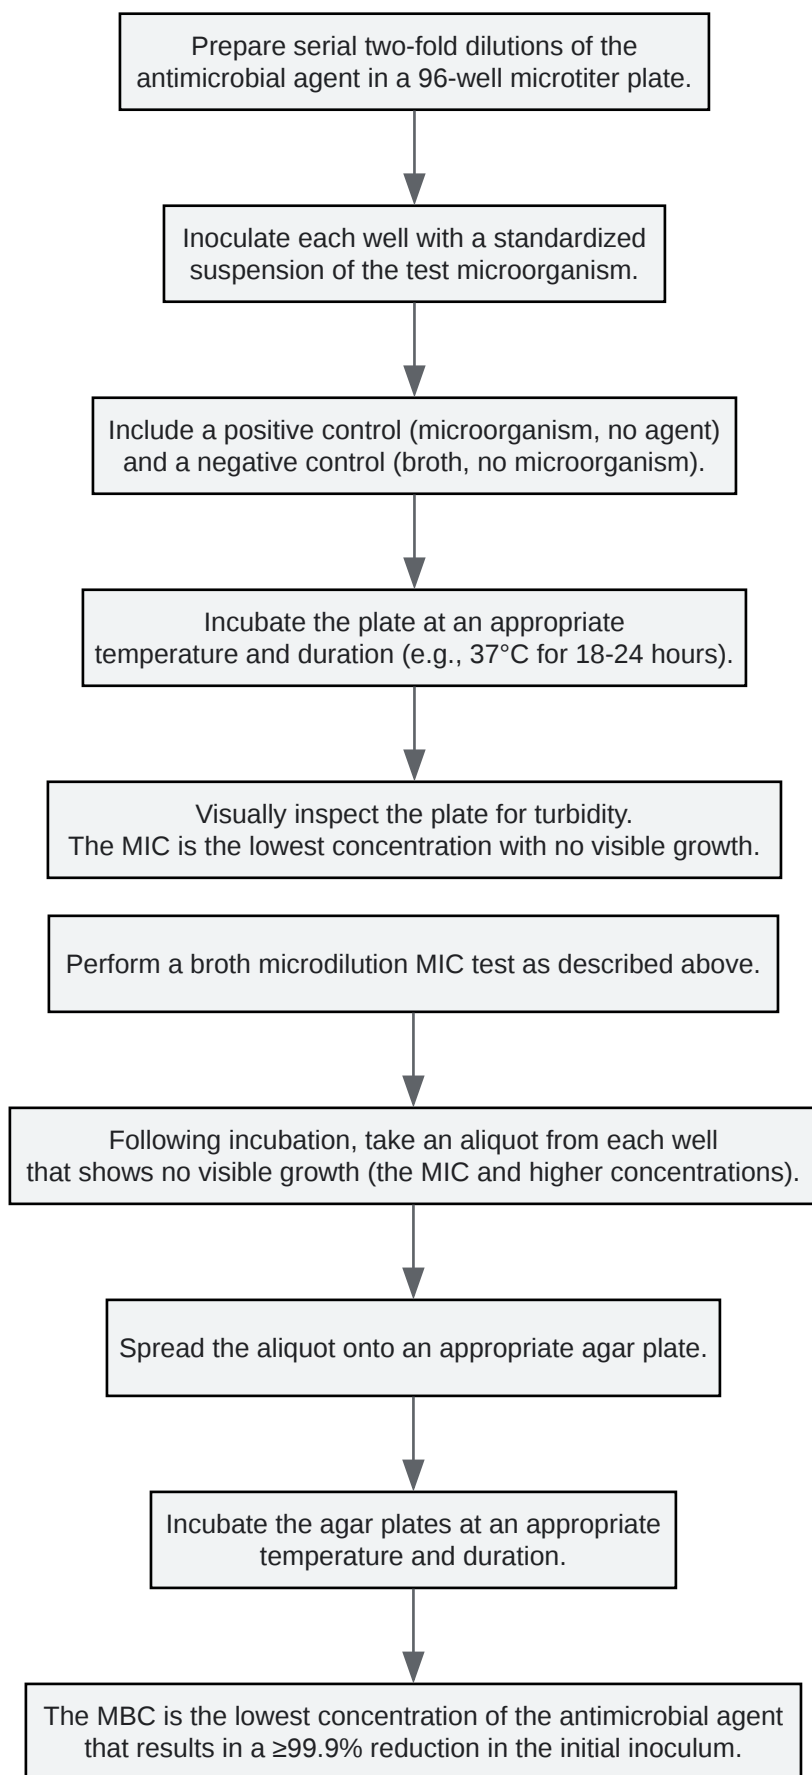 Prepare serial two-fold dilutions of the
antimicrobial agent in a 96-well microtiter plate.
Inoculate each well with a standardized
suspension of the test microorganism.
Include a positive control (microorganism, no agent)
and a negative control (broth, no microorganism).
Incubate the plate at an appropriate
temperature and duration (e.g., 37°C for 18-24 hours).
Visually inspect the plate for turbidity.
The MIC is the lowest concentration with no visible growth.
Perform a broth microdilution MIC test as described above.
Following incubation, take an aliquot from each well
that shows no visible growth (the MIC and higher concentrations).
Spread the aliquot onto an appropriate agar plate.
Incubate the agar plates at an appropriate
temperature and duration.
The MBC is the lowest concentration of the antimicrobial agent
that results in a ≥99.9% reduction in the initial inoculum.